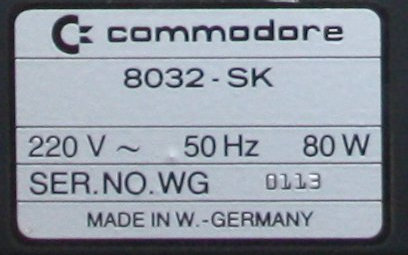 commodore
8032-SK
220 V ~ 50 Hz 80 W
SER.NO.WG 0113
MADE IN W.-GERMANY